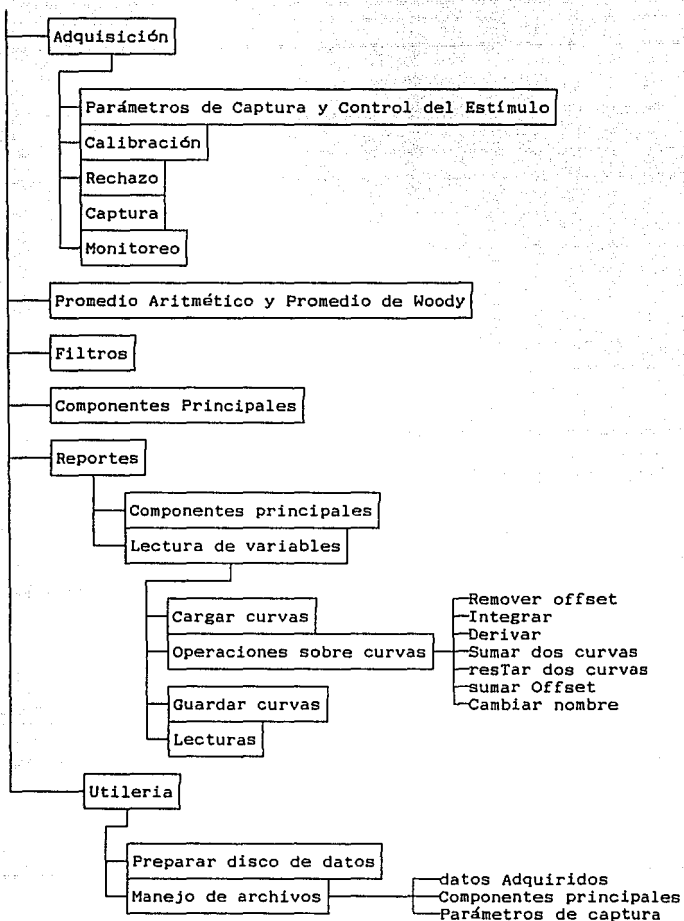 Adquisición
Parámetros de Captura y Control del Estímulo
Calibración
Rechazo
Captura
Monitoreo
Promedio Aritmético y Promedio de Woody
Filtros
Componentes Principales
Reportes
Componentes principales
Lectura de variables
Cargar curvas
Operaciones sobre curvas
Remover offset
Integrar
Derivar
Sumar dos curvas
resTar dos curvas
sumar Offset
Cambiar nombre
Guardar curvas
Lecturas
Utileria
Preparar disco de datos
Manejo de archivos
datos Adquiridos
Componentes principales
Parámetros de captura